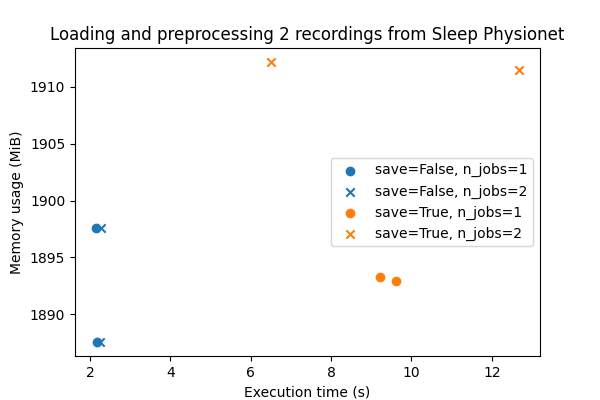 Loading and preprocessing 2 recordings from Sleep Physionet
Memory usage (MiB)
1910
1905
1900
1895
1890
save=False, n_jobs=1
save=False, n_jobs=2
save=True, n_jobs=1
save=True, n_jobs=2
2 4 6 8 10 12
Execution time (s)